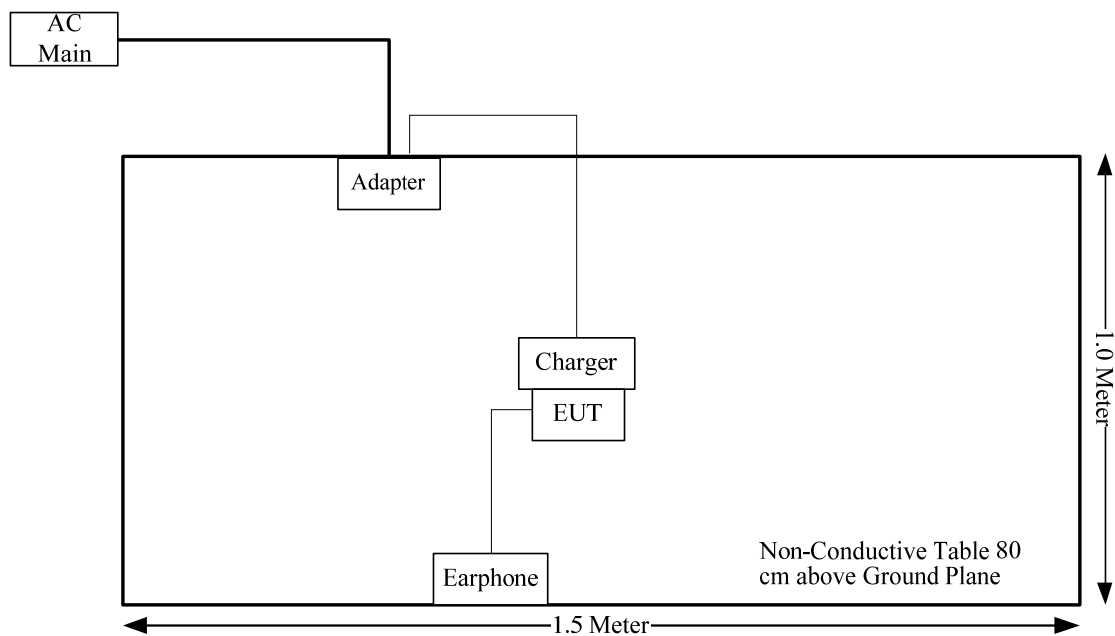 AC
Main
Adapter
Charger
EUT
Earphone
Non-Conductive Table 80
cm above Ground Plane
1.0 Meter
1.5 Meter